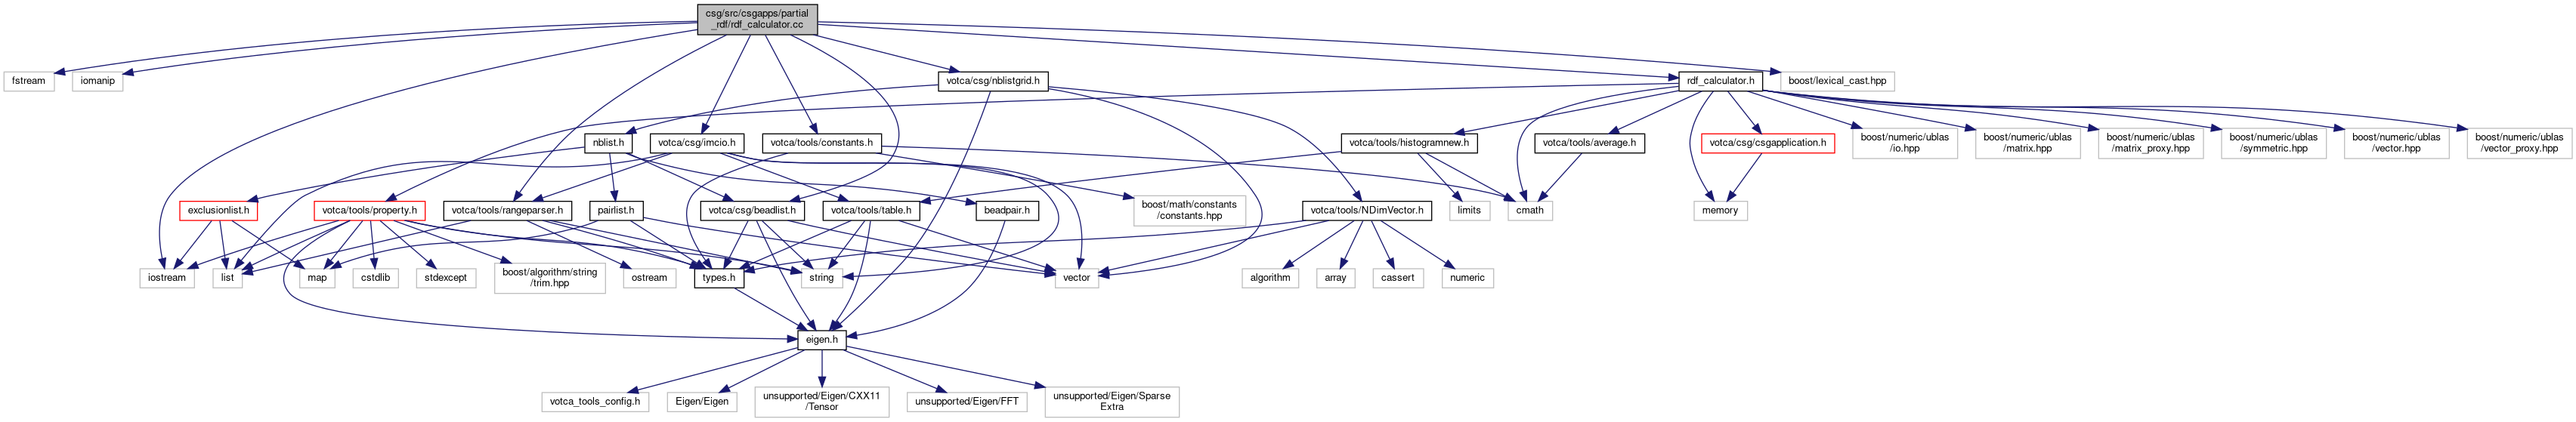 csg/src/csgapps/partial
_rdf/rdf_calculator.cc
fstream
iomanip
votca/csg/nblistgrid.h
rdf_calculator.h
boost/lexical_cast.hpp
nblist.h
votca/csg/imcio.h
votca/tools/constants.h
votca/tools/histogramnew.h
votca/tools/average.h
votca/csg/csgapplication.h
boost/numeric/ublas
/io.hpp
boost/numeric/ublas
/matrix.hpp
boost/numeric/ublas
/matrix_proxy.hpp
boost/numeric/ublas
/symmetric.hpp
boost/numeric/ublas
/vector.hpp
boost/numeric/ublas
/vector_proxy.hpp
exclusionlist.h
votca/tools/property.h
votca/tools/rangeparser.h
pairlist.h
votca/csg/beadlist.h
votca/tools/table.h
beadpair.h
boost/math/constants
/constants.hpp
votca/tools/NDimVector.h
limits
cmath
memory
iostream
list
map
cstdlib
stdexcept
boost/algorithm/string
/trim.hpp
ostream
types.h
string
vector
algorithm
array
cassert
numeric
eigen.h
votca_tools_config.h
Eigen/Eigen
unsupported/Eigen/CXX11
/Tensor
unsupported/Eigen/FFT
unsupported/Eigen/Sparse
Extra